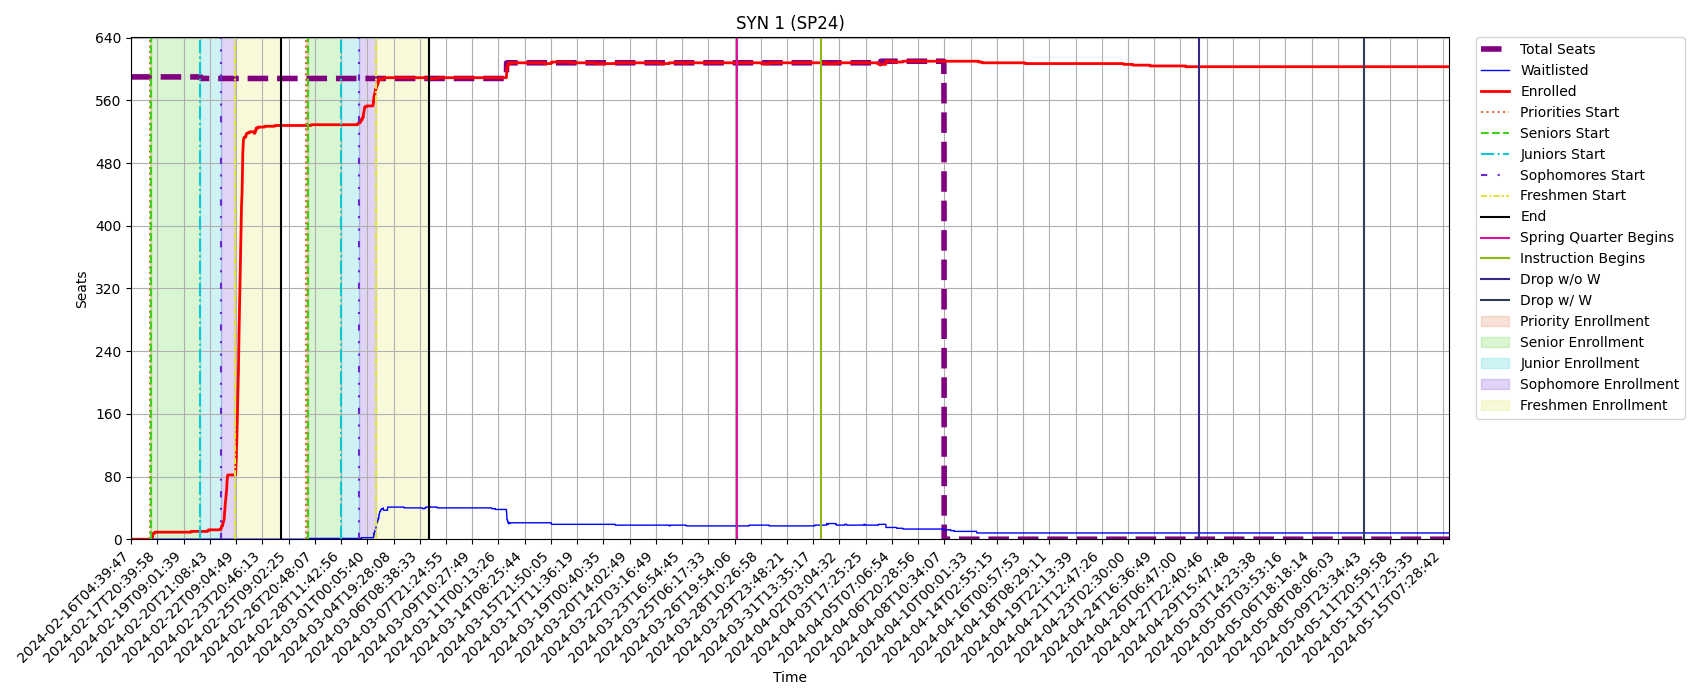 SYN 1 (SP24)
640
560
480
400
320
240
160
80
0
Seats
2024-02-16T04:39:47
2024-02-17T20:39:58
2024-02-19T09:01:39
2024-02-20T21:08:43
2024-02-22T09:04:49
2024-02-23T20:46:13
2024-02-25T09:02:25
2024-02-26T20:48:07
2024-02-28T11:42:56
2024-03-01T00:05:40
2024-03-04T19:28:08
2024-03-06T08:38:33
2024-03-07T21:24:55
2024-03-09T10:27:49
2024-03-11T00:13:26
2024-03-14T08:25:44
2024-03-15T21:50:05
2024-03-17T11:36:19
2024-03-19T00:40:35
2024-03-20T14:02:49
2024-03-22T03:16:49
2024-03-23T16:54:45
2024-03-25T06:17:33
2024-03-26T19:54:06
2024-03-28T10:26:58
2024-03-29T23:48:21
2024-03-31T13:35:17
2024-04-02T03:04:32
2024-04-03T17:25:25
2024-04-05T07:06:54
2024-04-06T20:28:56
2024-04-08T10:34:07
2024-04-10T00:01:33
2024-04-14T02:55:15
2024-04-16T00:57:53
2024-04-18T08:29:11
2024-04-19T22:13:39
2024-04-21T12:47:26
2024-04-23T02:30:00
2024-04-24T16:36:49
2024-04-26T06:47:00
2024-04-27T22:40:46
2024-04-29T15:47:48
2024-05-03T14:23:38
2024-05-05T03:53:16
2024-05-06T18:18:14
2024-05-08T08:06:03
2024-05-09T23:34:43
2024-05-11T20:59:58
2024-05-13T17:25:35
2024-05-15T07:28:42
Time
Total Seats
Waitlisted
Enrolled
Priorities Start
Seniors Start
Juniors Start
Sophomores Start
Freshmen Start
End
Spring Quarter Begins
Instruction Begins
Drop w/o W
Drop w/ W
Priority Enrollment
Senior Enrollment
Junior Enrollment
Sophomore Enrollment
Freshmen Enrollment